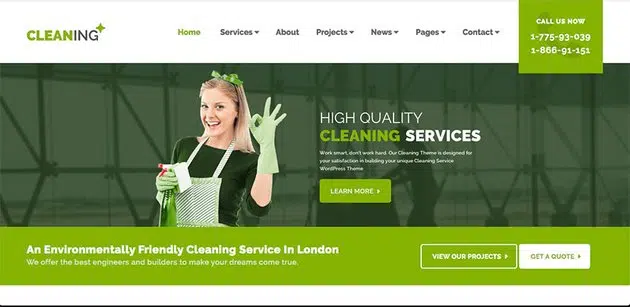 CLEANING
Home Services About Projects News Pages Contact
CALL US NOW
1-775-93-039
1-866-91-151
HIGH QUALITY
CLEANING SERVICES
Work smart, don't work hard. Our Cleaning Theme is designed for
your satisfaction in building your unique Cleaning Service
WordPress Theme
LEARN MORE
An Environmentally Friendly Cleaning Service In London
We offer the best engineers and builders to make your dreams come true.
VIEW OUR PROJECTS
GET A QUOTE